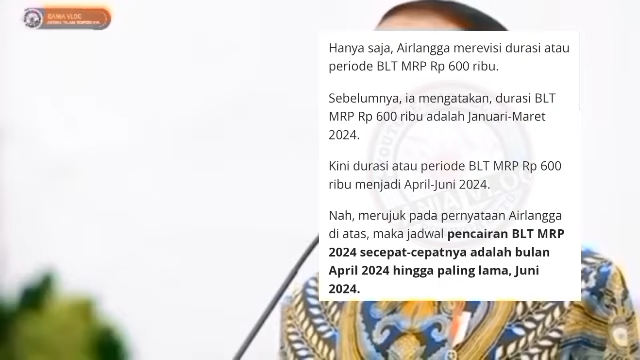 Hanya saja, Airlangga merevisi durasi atau
periode BLT MRP Rp 600 ribu.
Sebelumnya, ia mengatakan, durasi BLT
MRP Rp 600 ribu adalah Januari-Maret
2024.
Kini durasi atau periode BLT MRP Rp 600
ribu menjadi April-Juni 2024.
Nah, merujuk pada pernyataan Airlangga
di atas, maka jadwal pencairan BLT MRP
2024 secepat-cepatnya adalah bulan
April 2024 hingga paling lama, Juni
2024.